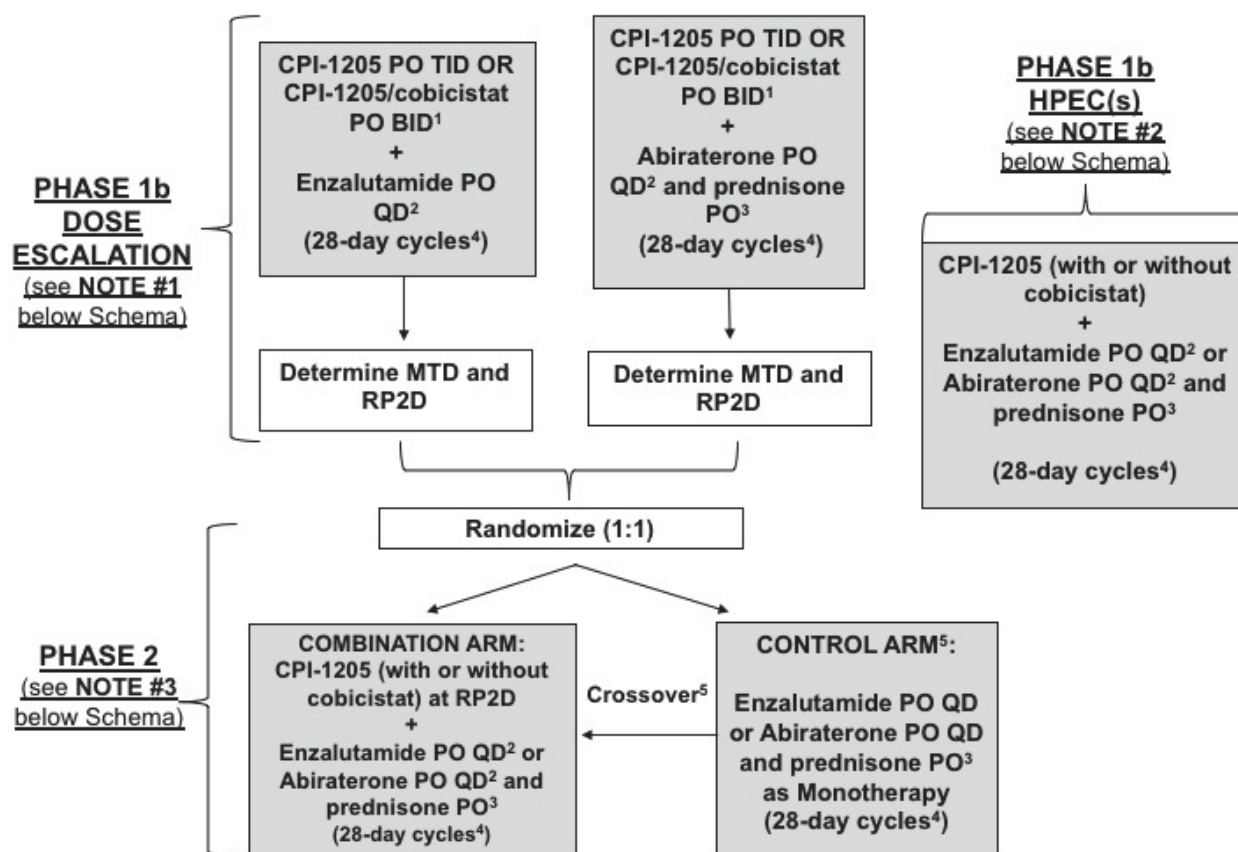 PHASE 1b
DOSE
ESCALATION
(see NOTE #1
below Schema)
CPI-1205 PO TID OR
CPI-1205/cobicistat
PO BID¹
+
Enzalutamide PO
QD²
(28-day cycles⁴)
CPI-1205 PO TID OR
CPI-1205/cobicistat
PO BID¹
+
Abiraterone PO
QD² and prednisone
PO³
(28-day cycles⁴)
PHASE 1b
HPEC(s)
(see NOTE #2
below Schema)
CPI-1205 (with or without
cobicistat)
+
Enzalutamide PO QD² or
Abiraterone PO QD² and
prednisone PO³
(28-day cycles⁴)
Determine MTD and
RP2D
Determine MTD and
RP2D
Randomize (1:1)
PHASE 2
(see NOTE #3
below Schema)
COMBINATION ARM:
CPI-1205 (with or without
cobicistat) at RP2D
+
Enzalutamide PO QD² or
Abiraterone PO QD² and
prednisone PO³
(28-day cycles⁴)
Crossover⁵
CONTROL ARM⁵:
Enzalutamide PO QD
or Abiraterone PO QD
and prednisone PO³
as Monotherapy
(28-day cycles⁴)